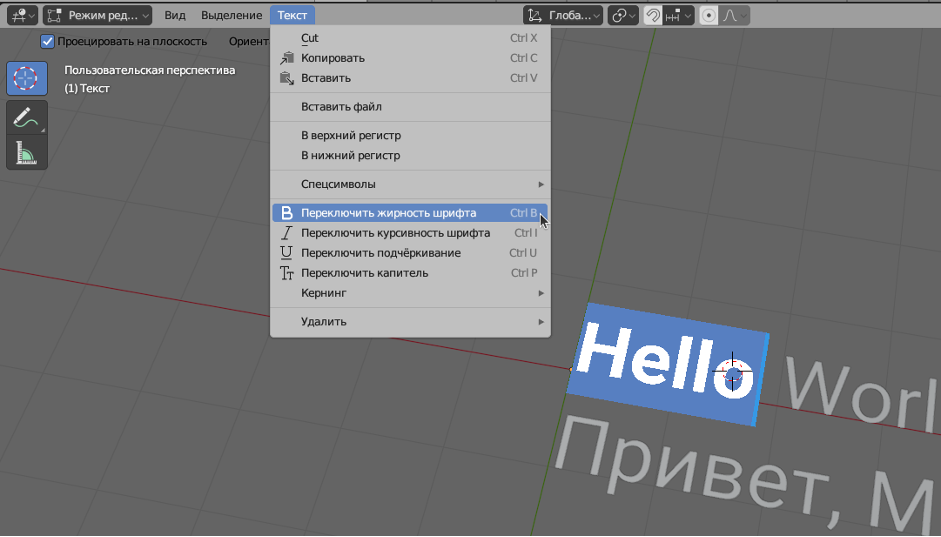 Режим ред... Вид Выделение Текст Глоба...
Проецировать на плоскость Ориент
Пользовательская перспектива
(1) Текст
Cut Ctrl X
Копировать Ctrl C
Вставить Ctrl V
Вставить файл
В верхний регистр
В нижний регистр
Спецсимволы
B Переключить жирность шрифта Ctrl B
I Переключить курсивность шрифта Ctrl I
U Переключить подчёркивание Ctrl U
Tт Переключить капитель Ctrl P
Кернинг
Удалить
Hello Worl
Привет, М